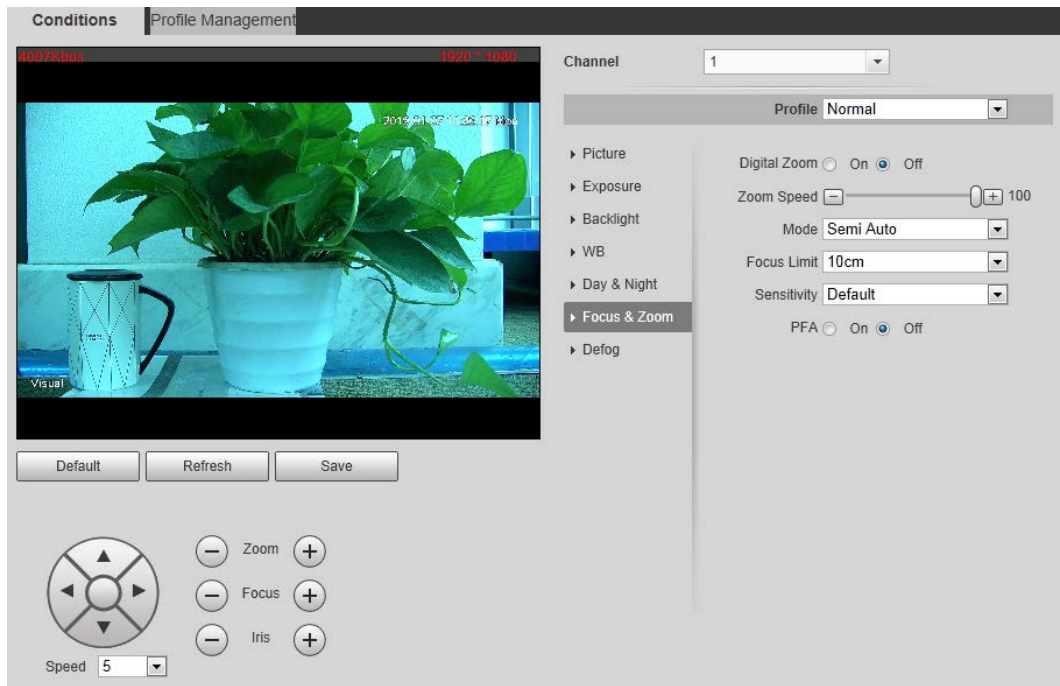 Conditions Profile Management
4007Kbps 1920 * 1080
Visual
Default Refresh Save
Zoom
Focus
Iris
Speed 5
Channel 1
Profile Normal
Picture
Exposure
Backlight
WB
Day & Night
Focus & Zoom
Defog
Digital Zoom On Off
Zoom Speed 100
Mode Semi Auto
Focus Limit 10cm
Sensitivity Default
PFA On Off